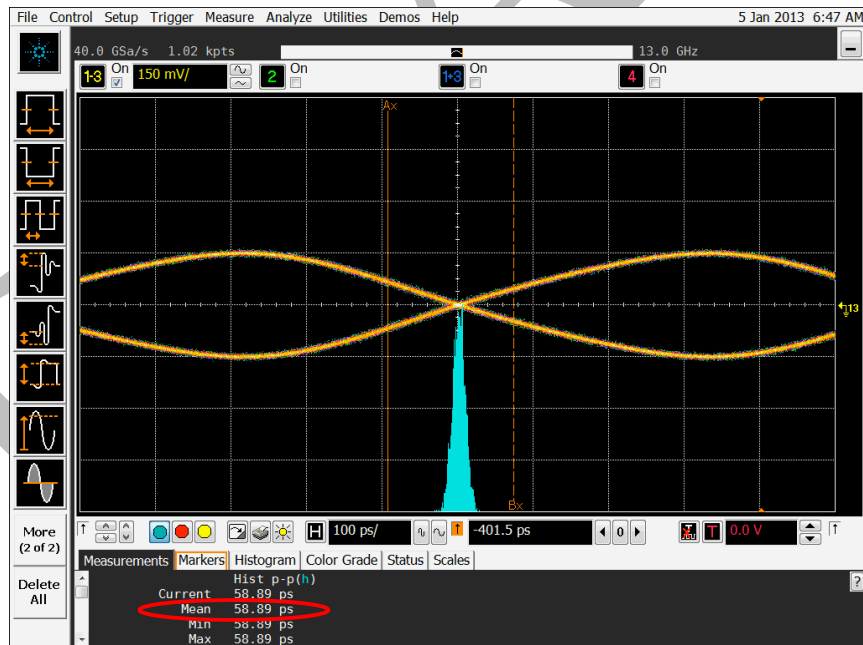 File Control Setup Trigger Measure Analyze Utilities Demos Help 5 Jan 2013 6:47 AM
40.0 GSa/s 1.02 kpts 13.0 GHz
1-3 On 150 mV/ 2 On 1+3 On 4 On
Ax
13
Bx
More
(2 of 2)
Delete
All
H 100 ps/ -401.5 ps 0 T 0.0 V
Measurements Markers Histogram Color Grade Status Scales
Hist p-p(h)
Current 58.89 ps
Mean 58.89 ps
Min 58.89 ps
Max 58.89 ps
?